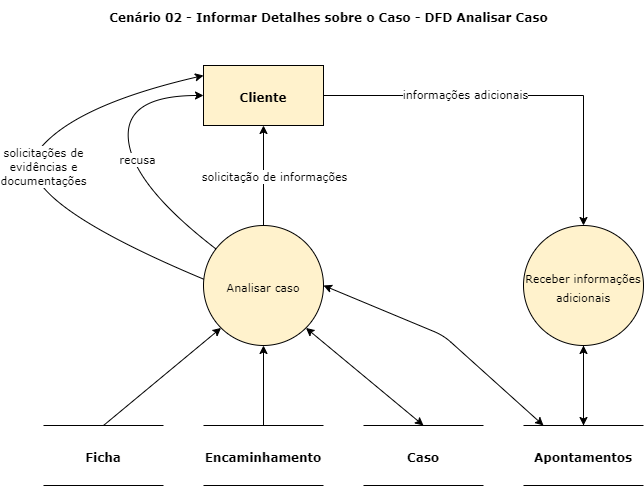 Cenário 02 - Informar Detalhes sobre o Caso - DFD Analisar Caso
Cliente
informações adicionais
solicitações de
evidências e
documentações
recusa
solicitação de informações
Analisar caso
Receber informações
adicionais
Ficha
Encaminhamento
Caso
Apontamentos